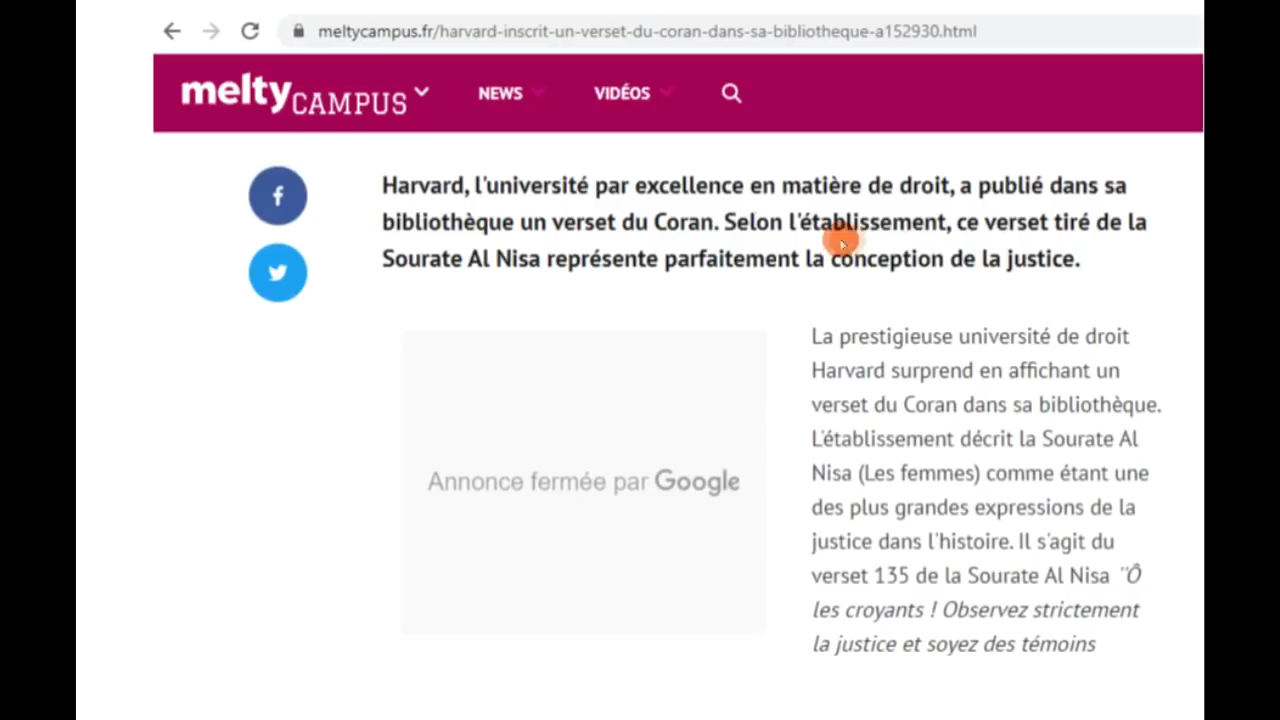 meltycampus.fr/harvard-inscrit-un-verset-du-coran-dans-sa-bibliotheque-a152930.html
melty CAMPUS NEWS VIDÉOS
Harvard, l'université par excellence en matière de droit, a publié dans sa
bibliothèque un verset du Coran. Selon l'établissement, ce verset tiré de la
Sourate Al Nisa représente parfaitement la conception de la justice.
Annonce fermée par Google
La prestigieuse université de droit
Harvard surprend en affichant un
verset du Coran dans sa bibliothèque.
L'établissement décrit la Sourate Al
Nisa (Les femmes) comme étant une
des plus grandes expressions de la
justice dans l'histoire. Il s'agit du
verset 135 de la Sourate Al Nisa "Ô
les croyants ! Observez strictement
la justice et soyez des témoins